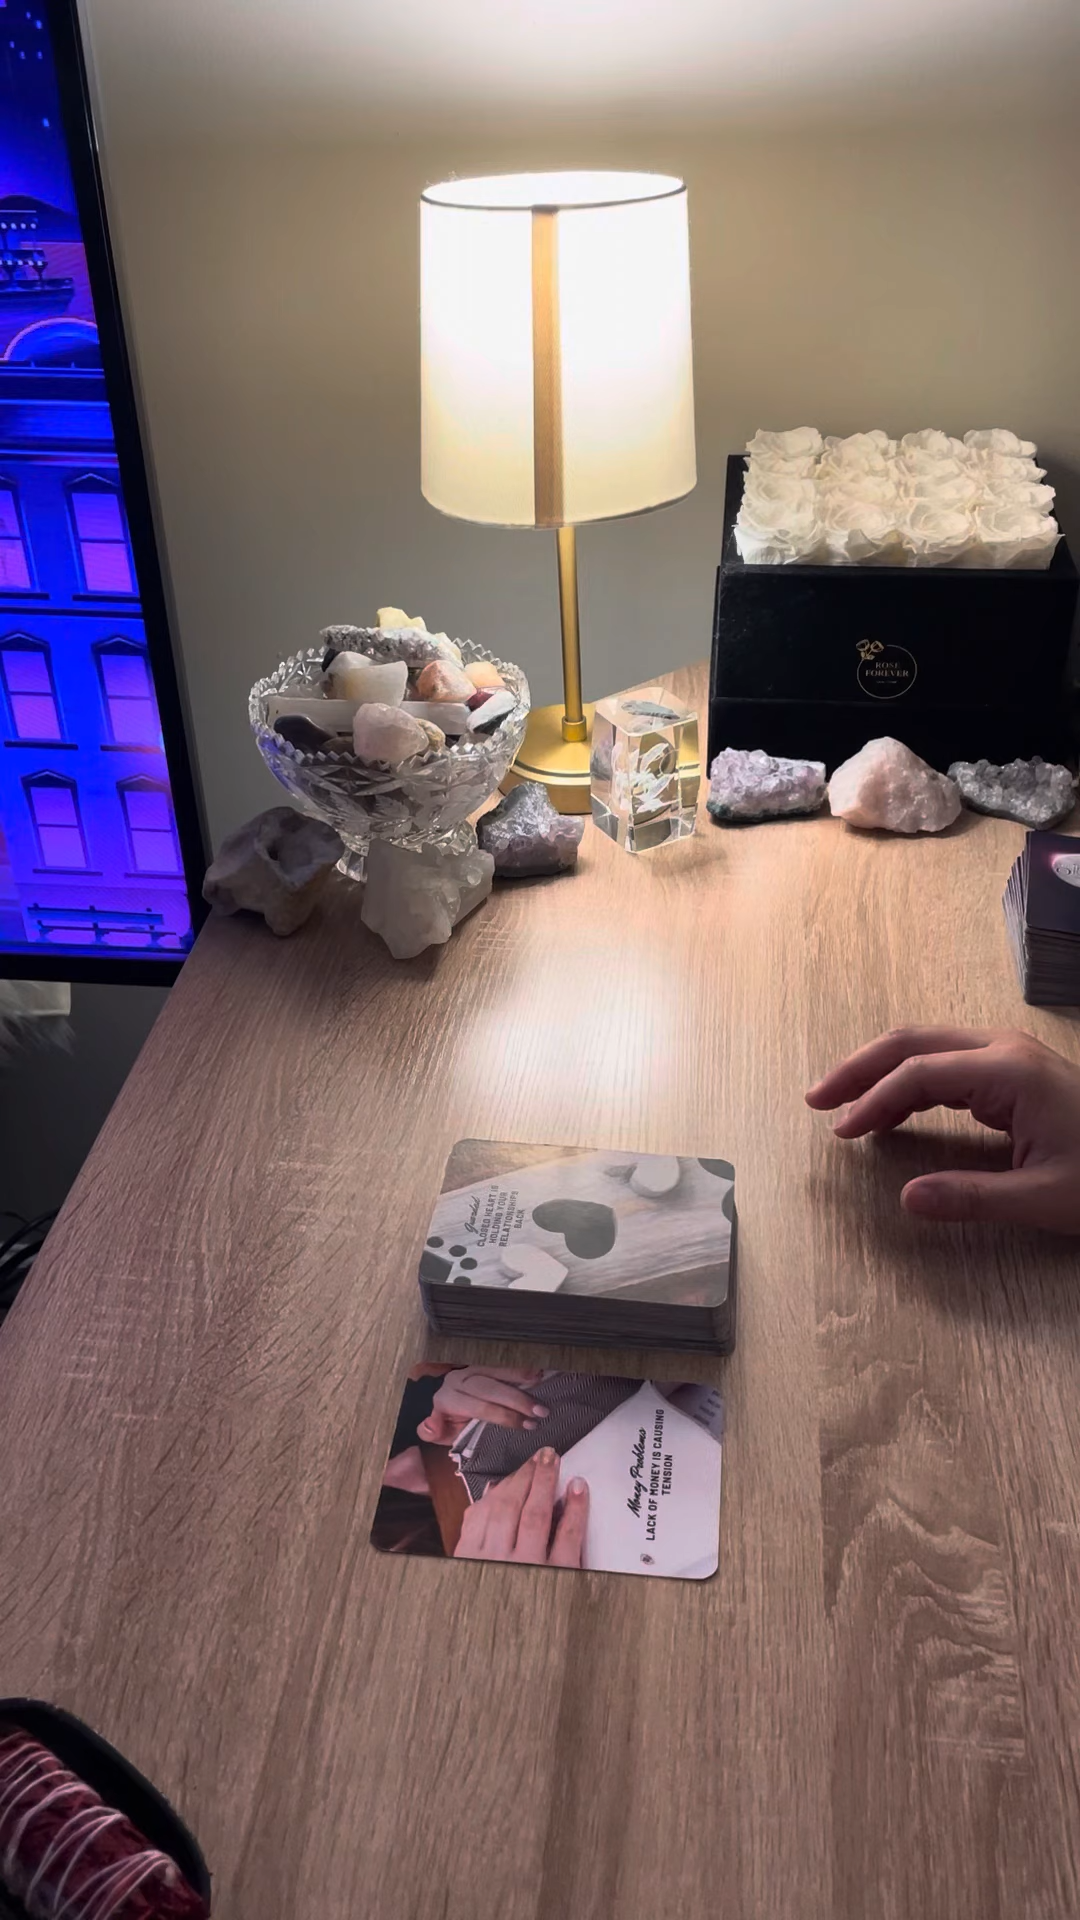 ROSE
FOREVER
Guarded
CLOSED HEART IS
HOLDING YOUR
RELATIONSHIPS
BACK
Money Problems
LACK OF MONEY IS CAUSING
TENSION